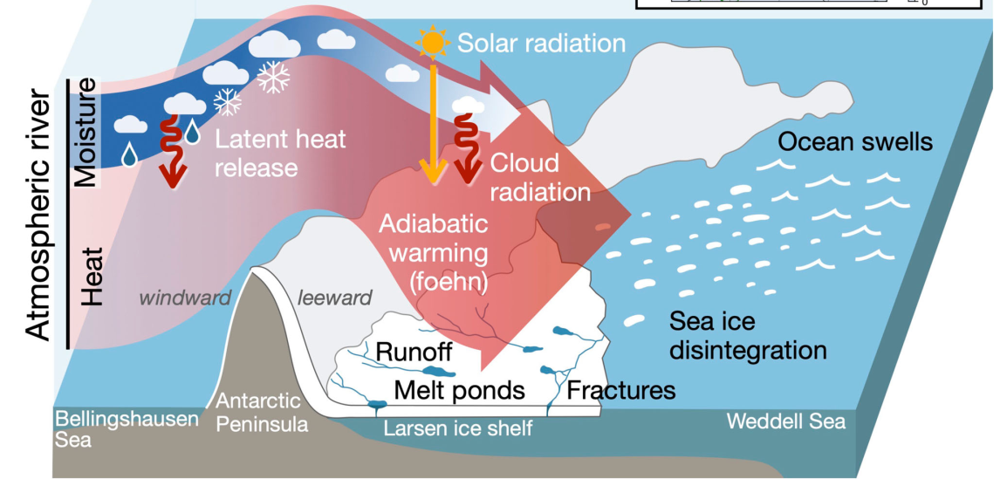 0
Solar radiation
Atmospheric river
Moisture
Heat
Latent heat
release
Cloud
radiation
Ocean swells
Adiabatic
warming
(foehn)
windward
leeward
Sea ice
disintegration
Runoff
Melt ponds
Fractures
Bellingshausen
Sea
Antarctic
Peninsula
Larsen ice shelf
Weddell Sea